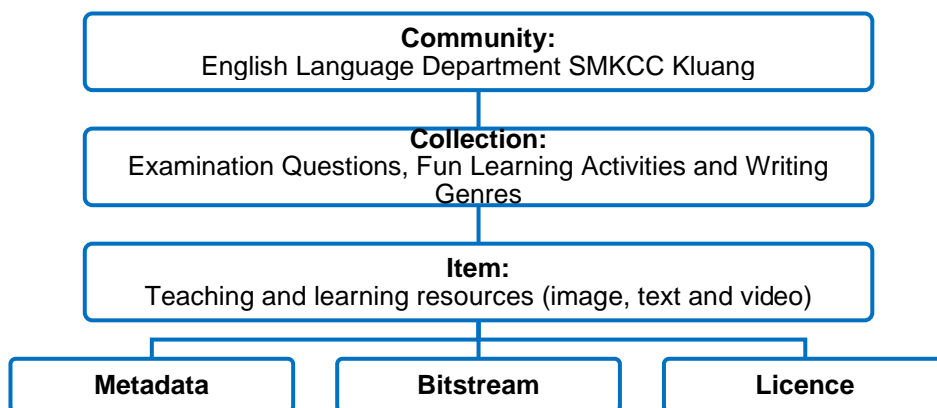 Community:
English Language Department SMKCC Kluang
Collection:
Examination Questions, Fun Learning Activities and Writing
Genres
Item:
Teaching and learning resources (image, text and video)
Metadata
Bitstream
Licence